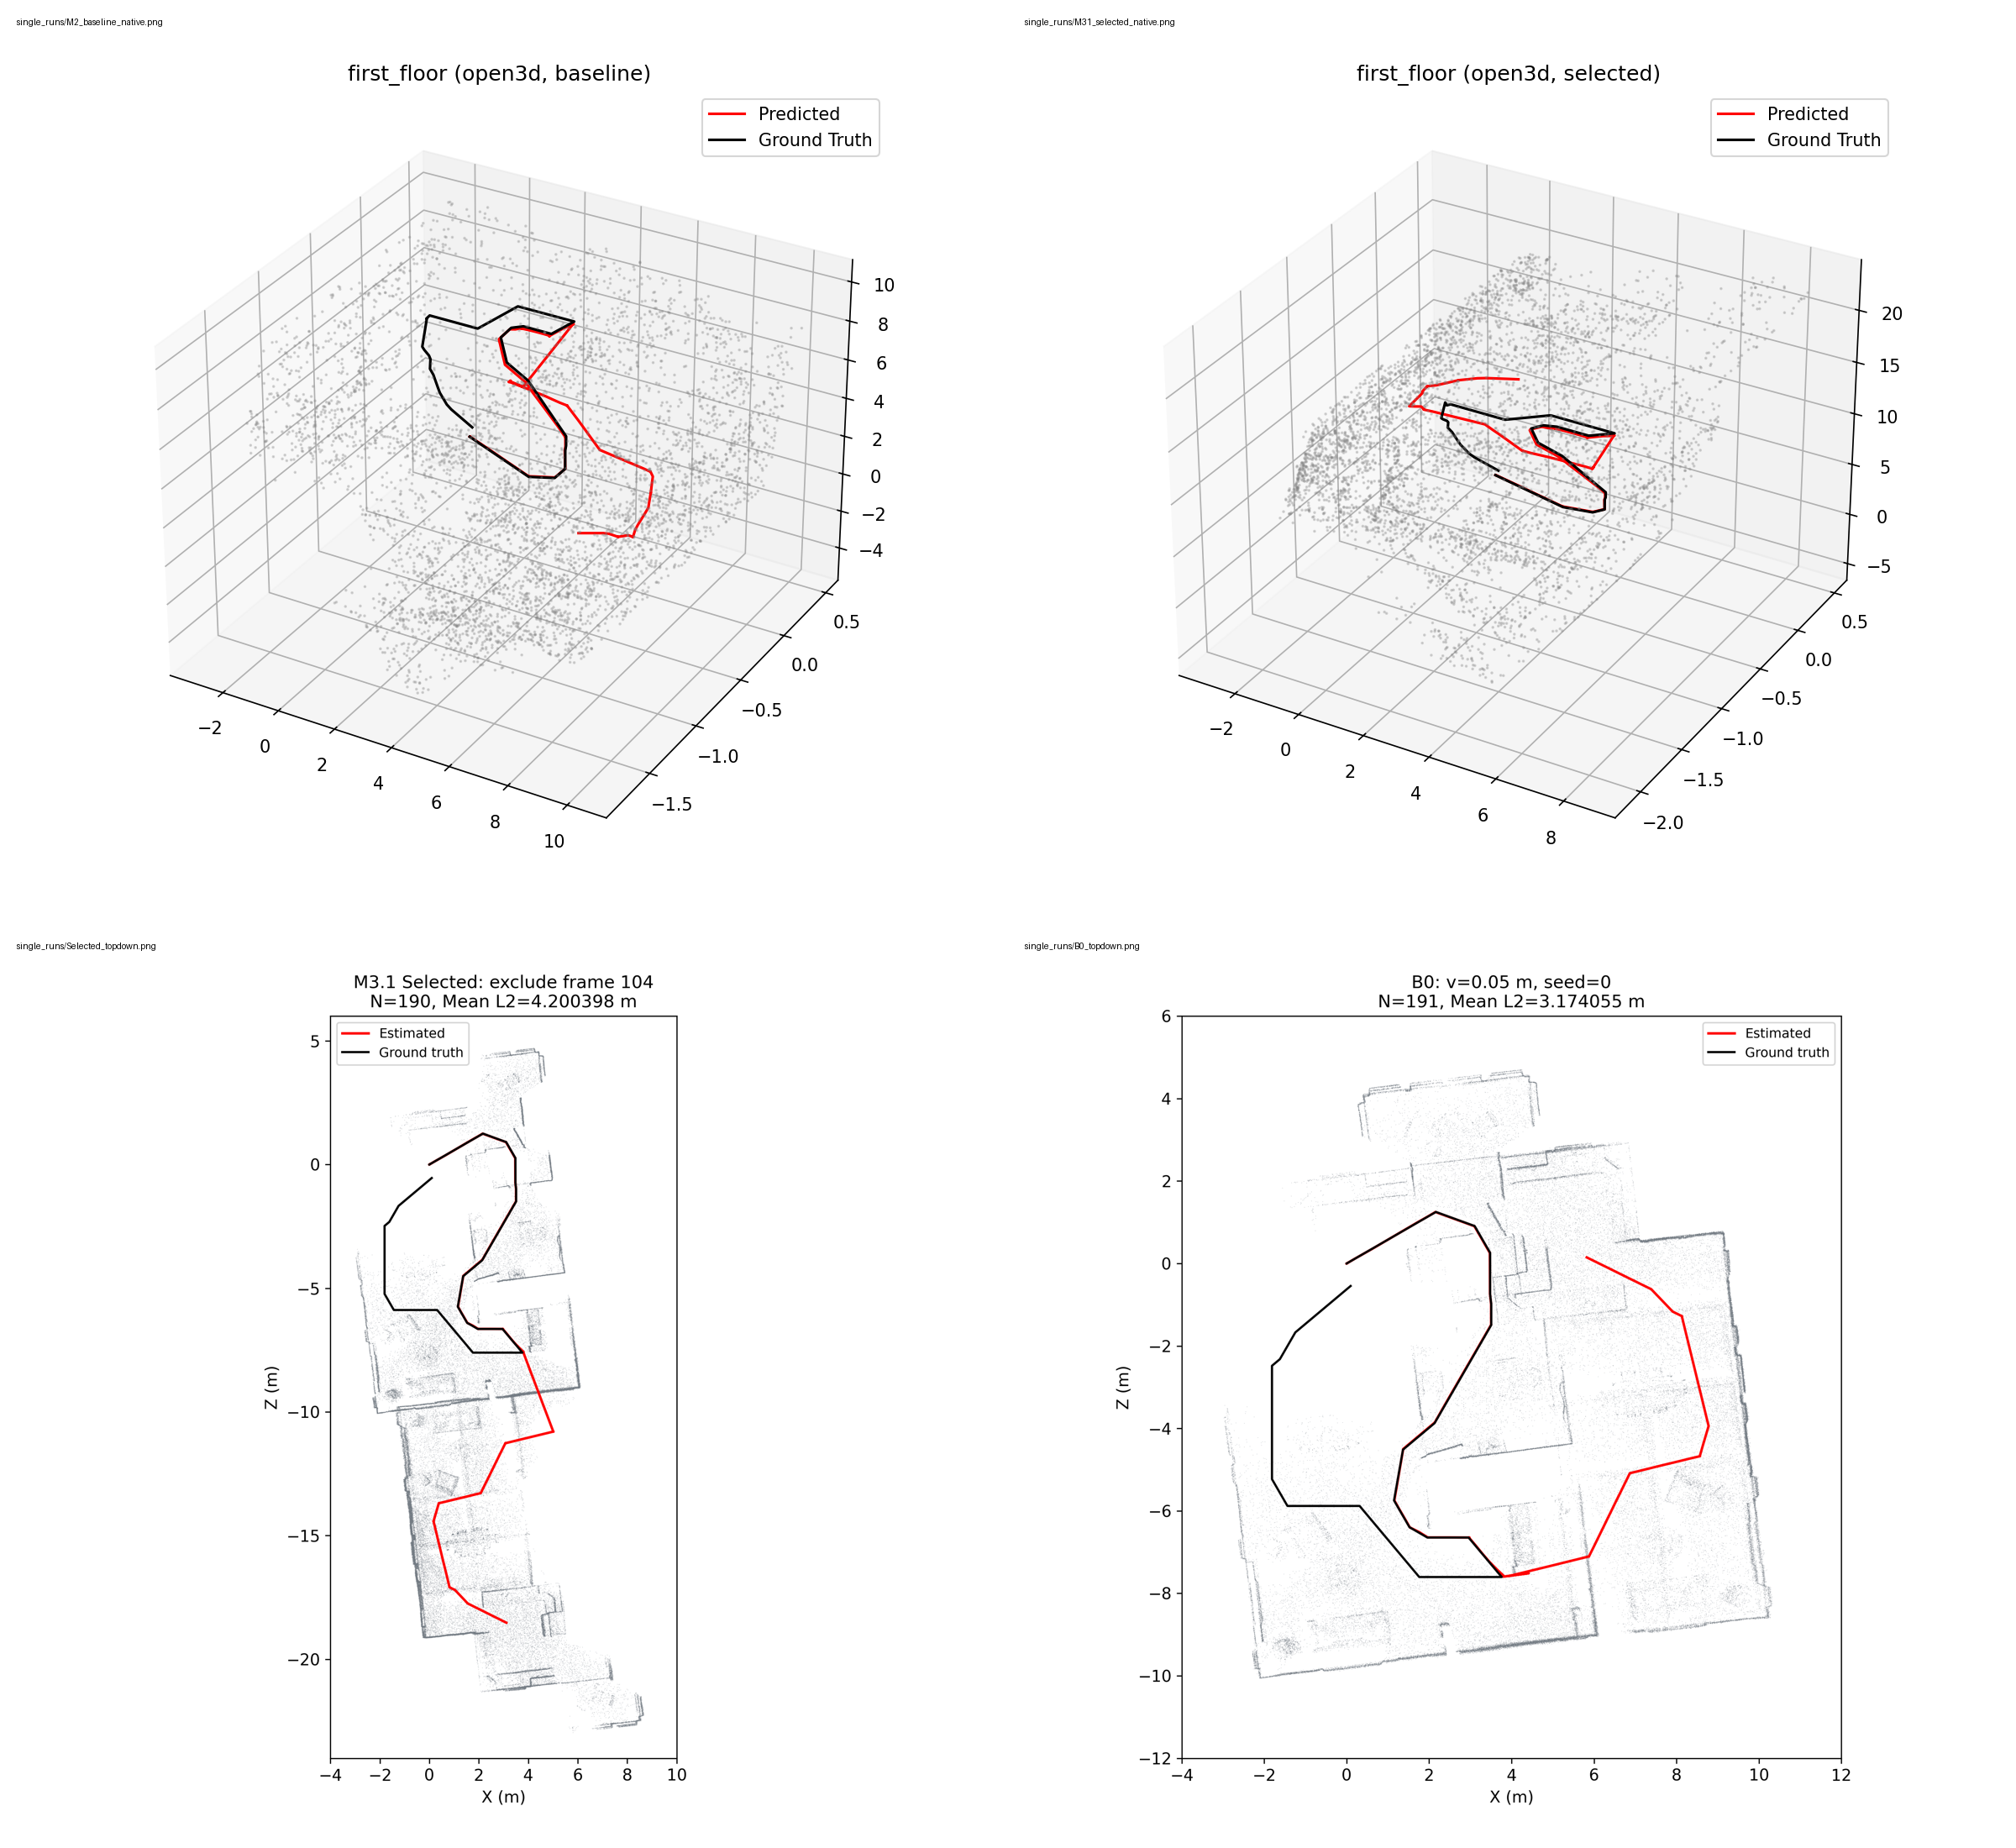 single_runs/M2_baseline_native.png
first_floor (open3d, baseline)
Predicted
Ground Truth
10
8
6
4
2
0
−2
−4
0.5
0.0
−0.5
−1.0
−1.5
−2
0
2
4
6
8
10
single_runs/M31_selected_native.png
first_floor (open3d, selected)
Predicted
Ground Truth
20
15
10
5
0
−5
0.5
0.0
−0.5
−1.0
−1.5
−2.0
−2
0
2
4
6
8
single_runs/Selected_topdown.png
M3.1 Selected: exclude frame 104
N=190, Mean L2=4.200398 m
Estimated
Ground truth
5
0
−5
−10
−15
−20
Z (m)
−4 −2 0 2 4 6 8 10
X (m)
single_runs/B0_topdown.png
B0: v=0.05 m, seed=0
N=191, Mean L2=3.174055 m
Estimated
Ground truth
6
4
2
0
−2
−4
−6
−8
−10
−12
Z (m)
−4 −2 0 2 4 6 8 10 12
X (m)